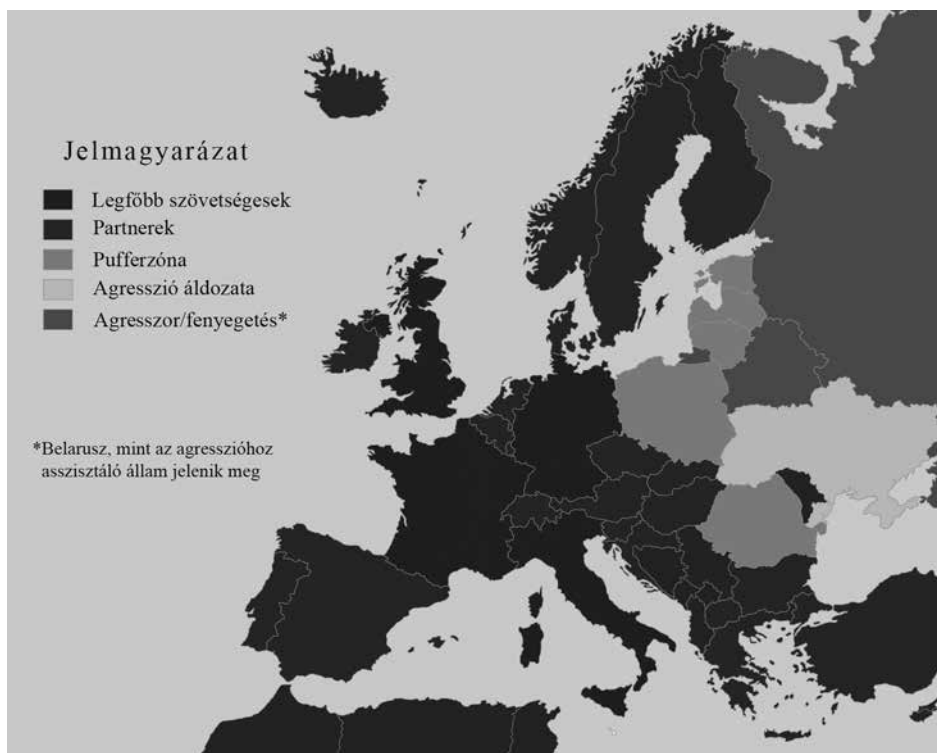 Jelmagyarázat
Legfőbb szövetségesek
Partnerek
Pufferzóna
Agresszió áldozata
Agresszor/fenyegetés*
*Belarusz, mint az agresszióhoz
asszisztáló állam jelenik meg